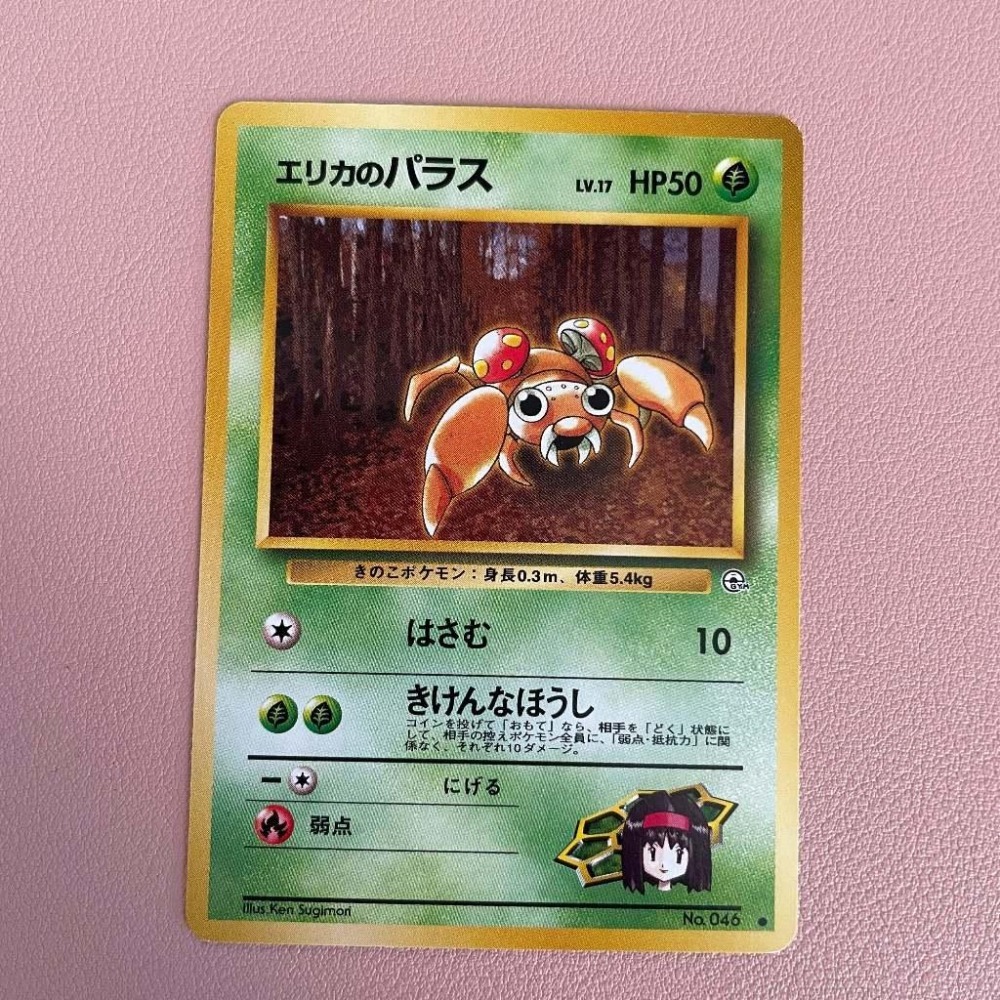 エリカのパラス LV.17 HP50
きのこポケモン：身長0.3m、体重5.4kg
GYM
はさむ 10
きけんなほうし
コインを投げて「おもて」なら、相手を「どく」状態に
して、相手の控えポケモン全員に、「弱点・抵抗力」に関
係なく、それぞれ10ダメージ。
ー にげる
弱点
Illus.Ken Sugimori
No.046